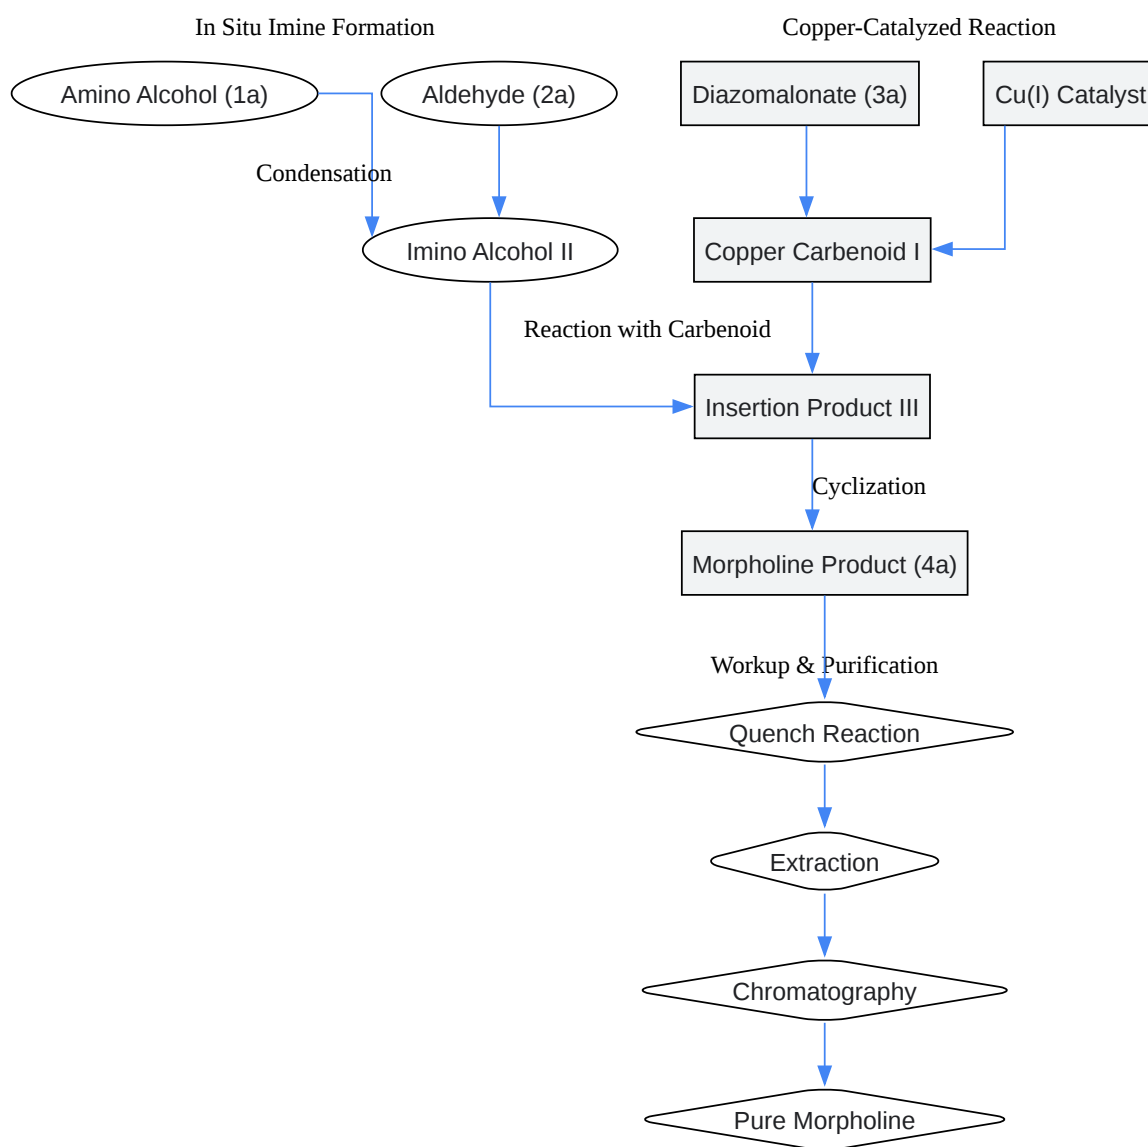 In Situ Imine Formation
Copper-Catalyzed Reaction
Amino Alcohol (1a)
Aldehyde (2a)
Diazomalonate (3a)
Cu(I) Catalyst
Condensation
Imino Alcohol II
Copper Carbenoid I
Reaction with Carbenoid
Insertion Product III
Cyclization
Morpholine Product (4a)
Workup & Purification
Quench Reaction
Extraction
Chromatography
Pure Morpholine